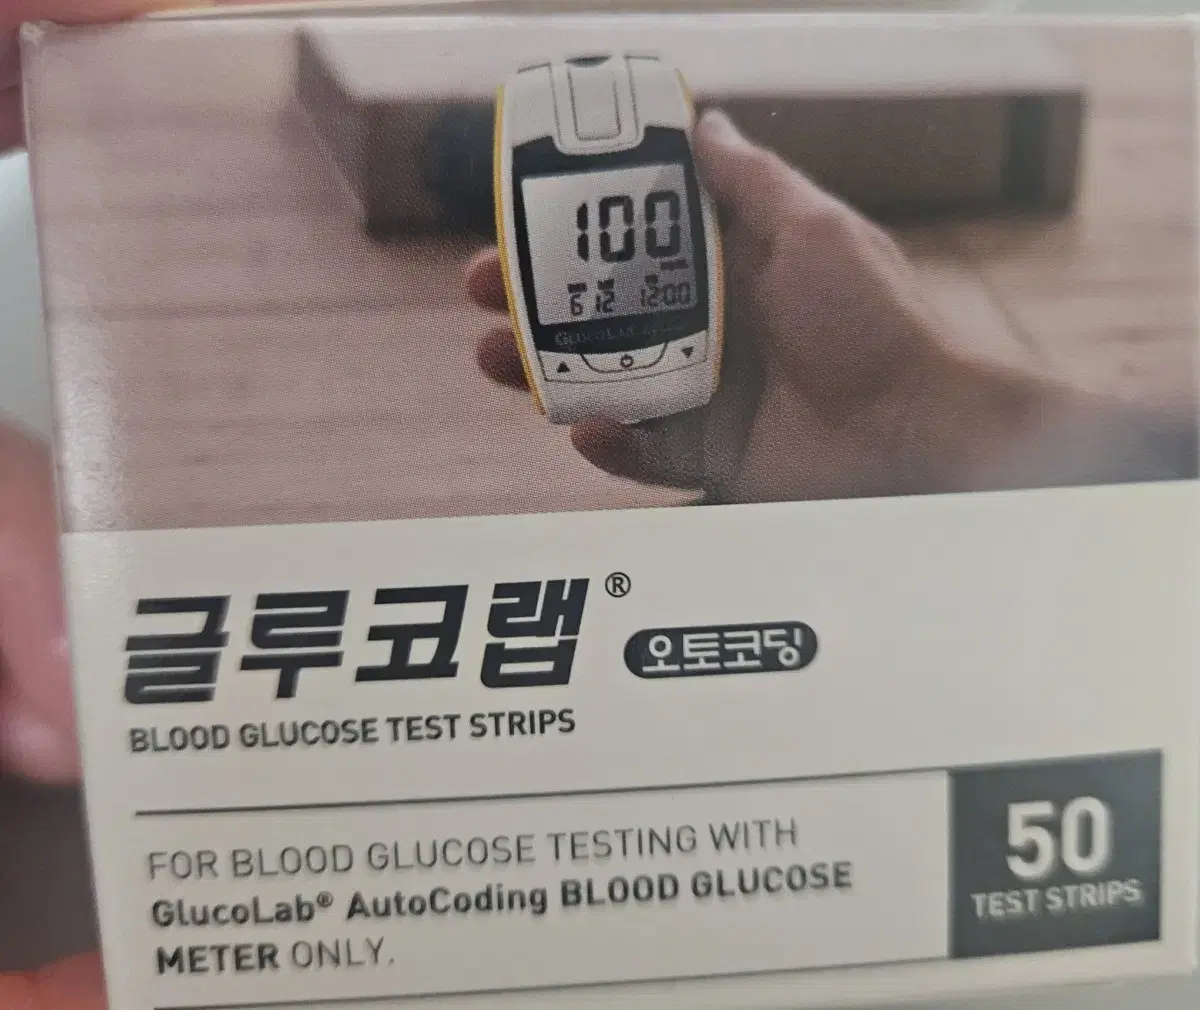 100
6 12 12:00
글루코랩®
오토코딩
BLOOD GLUCOSE TEST STRIPS
FOR BLOOD GLUCOSE TESTING WITH
GlucoLab® AutoCoding BLOOD GLUCOSE
METER ONLY.
50
TEST STRIPS